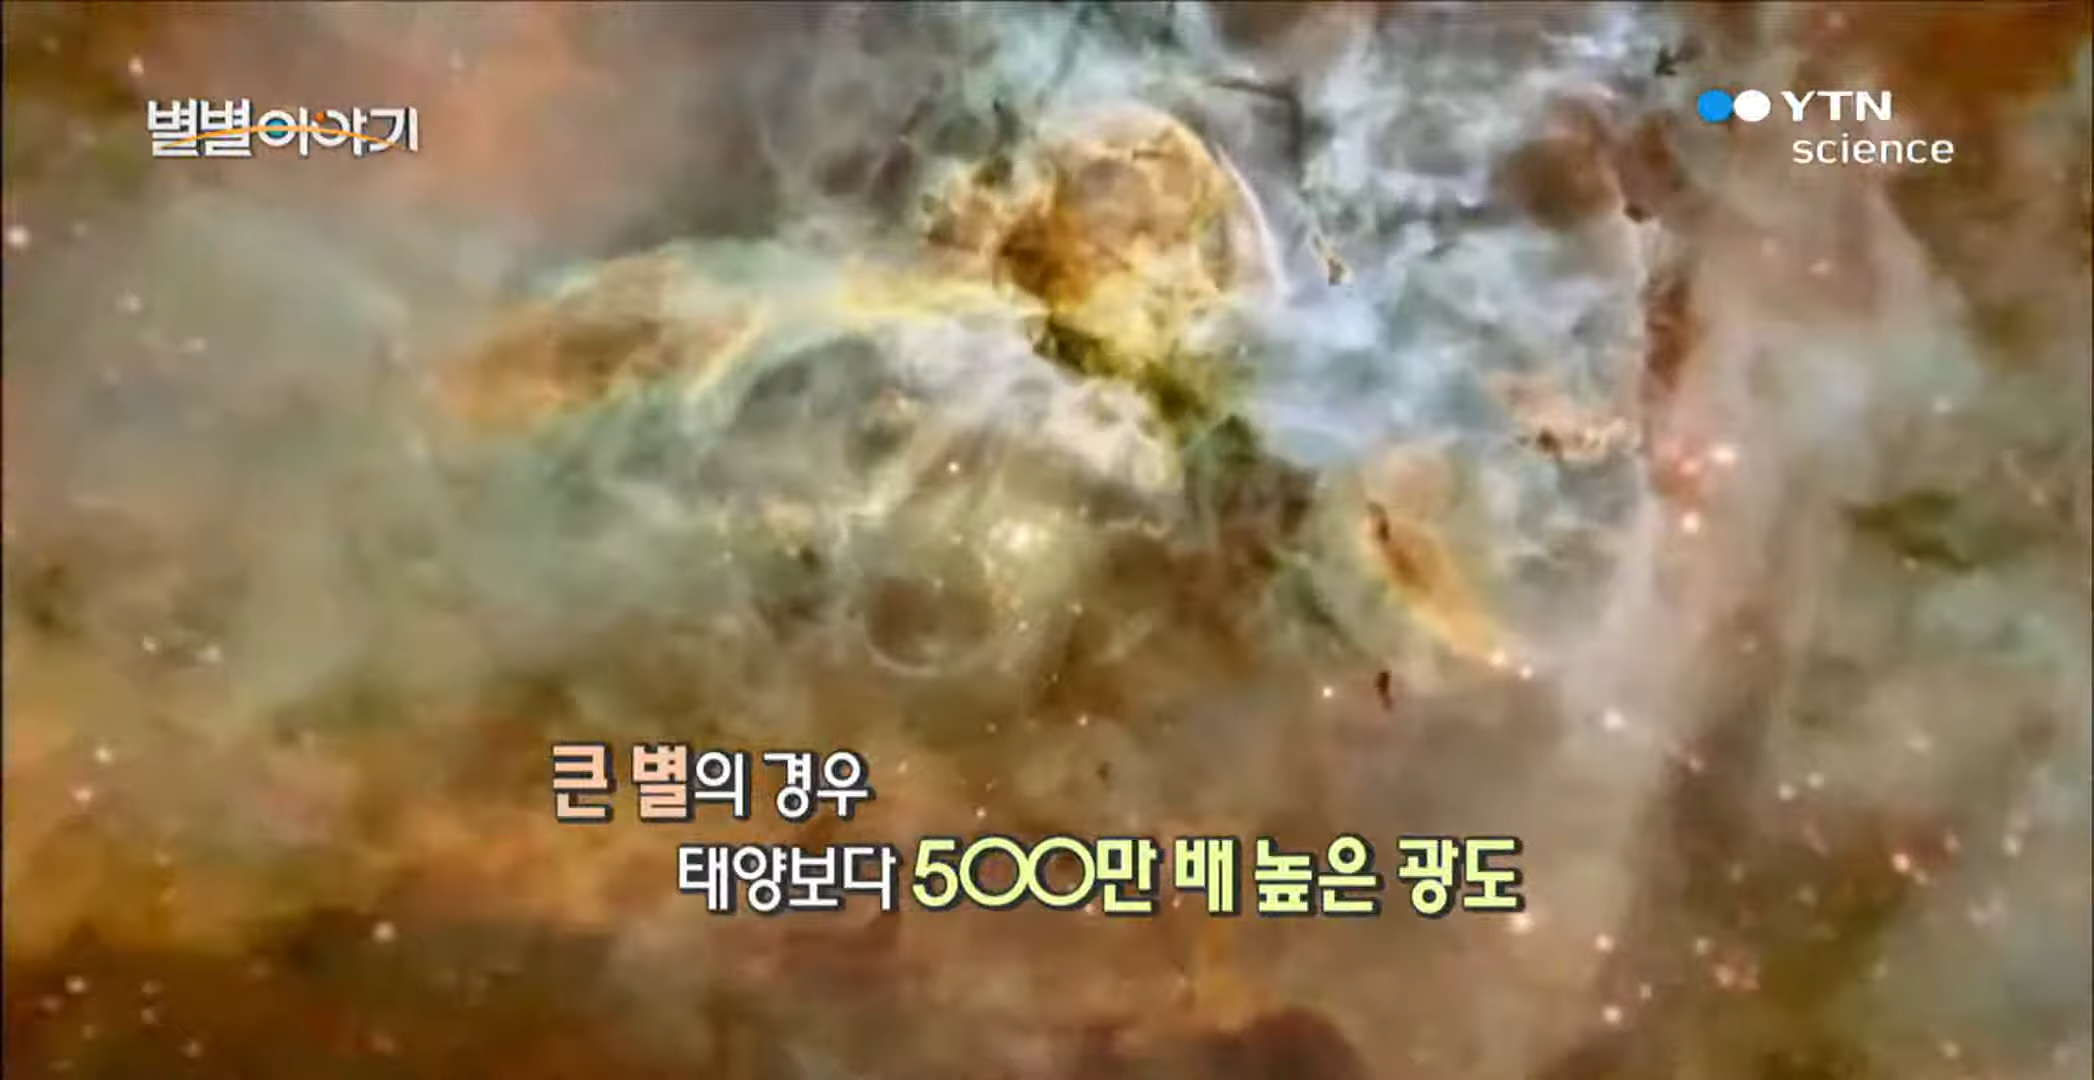 별별이야기
YTN
science
큰 별의 경우
태양보다 500만 배 높은 광도